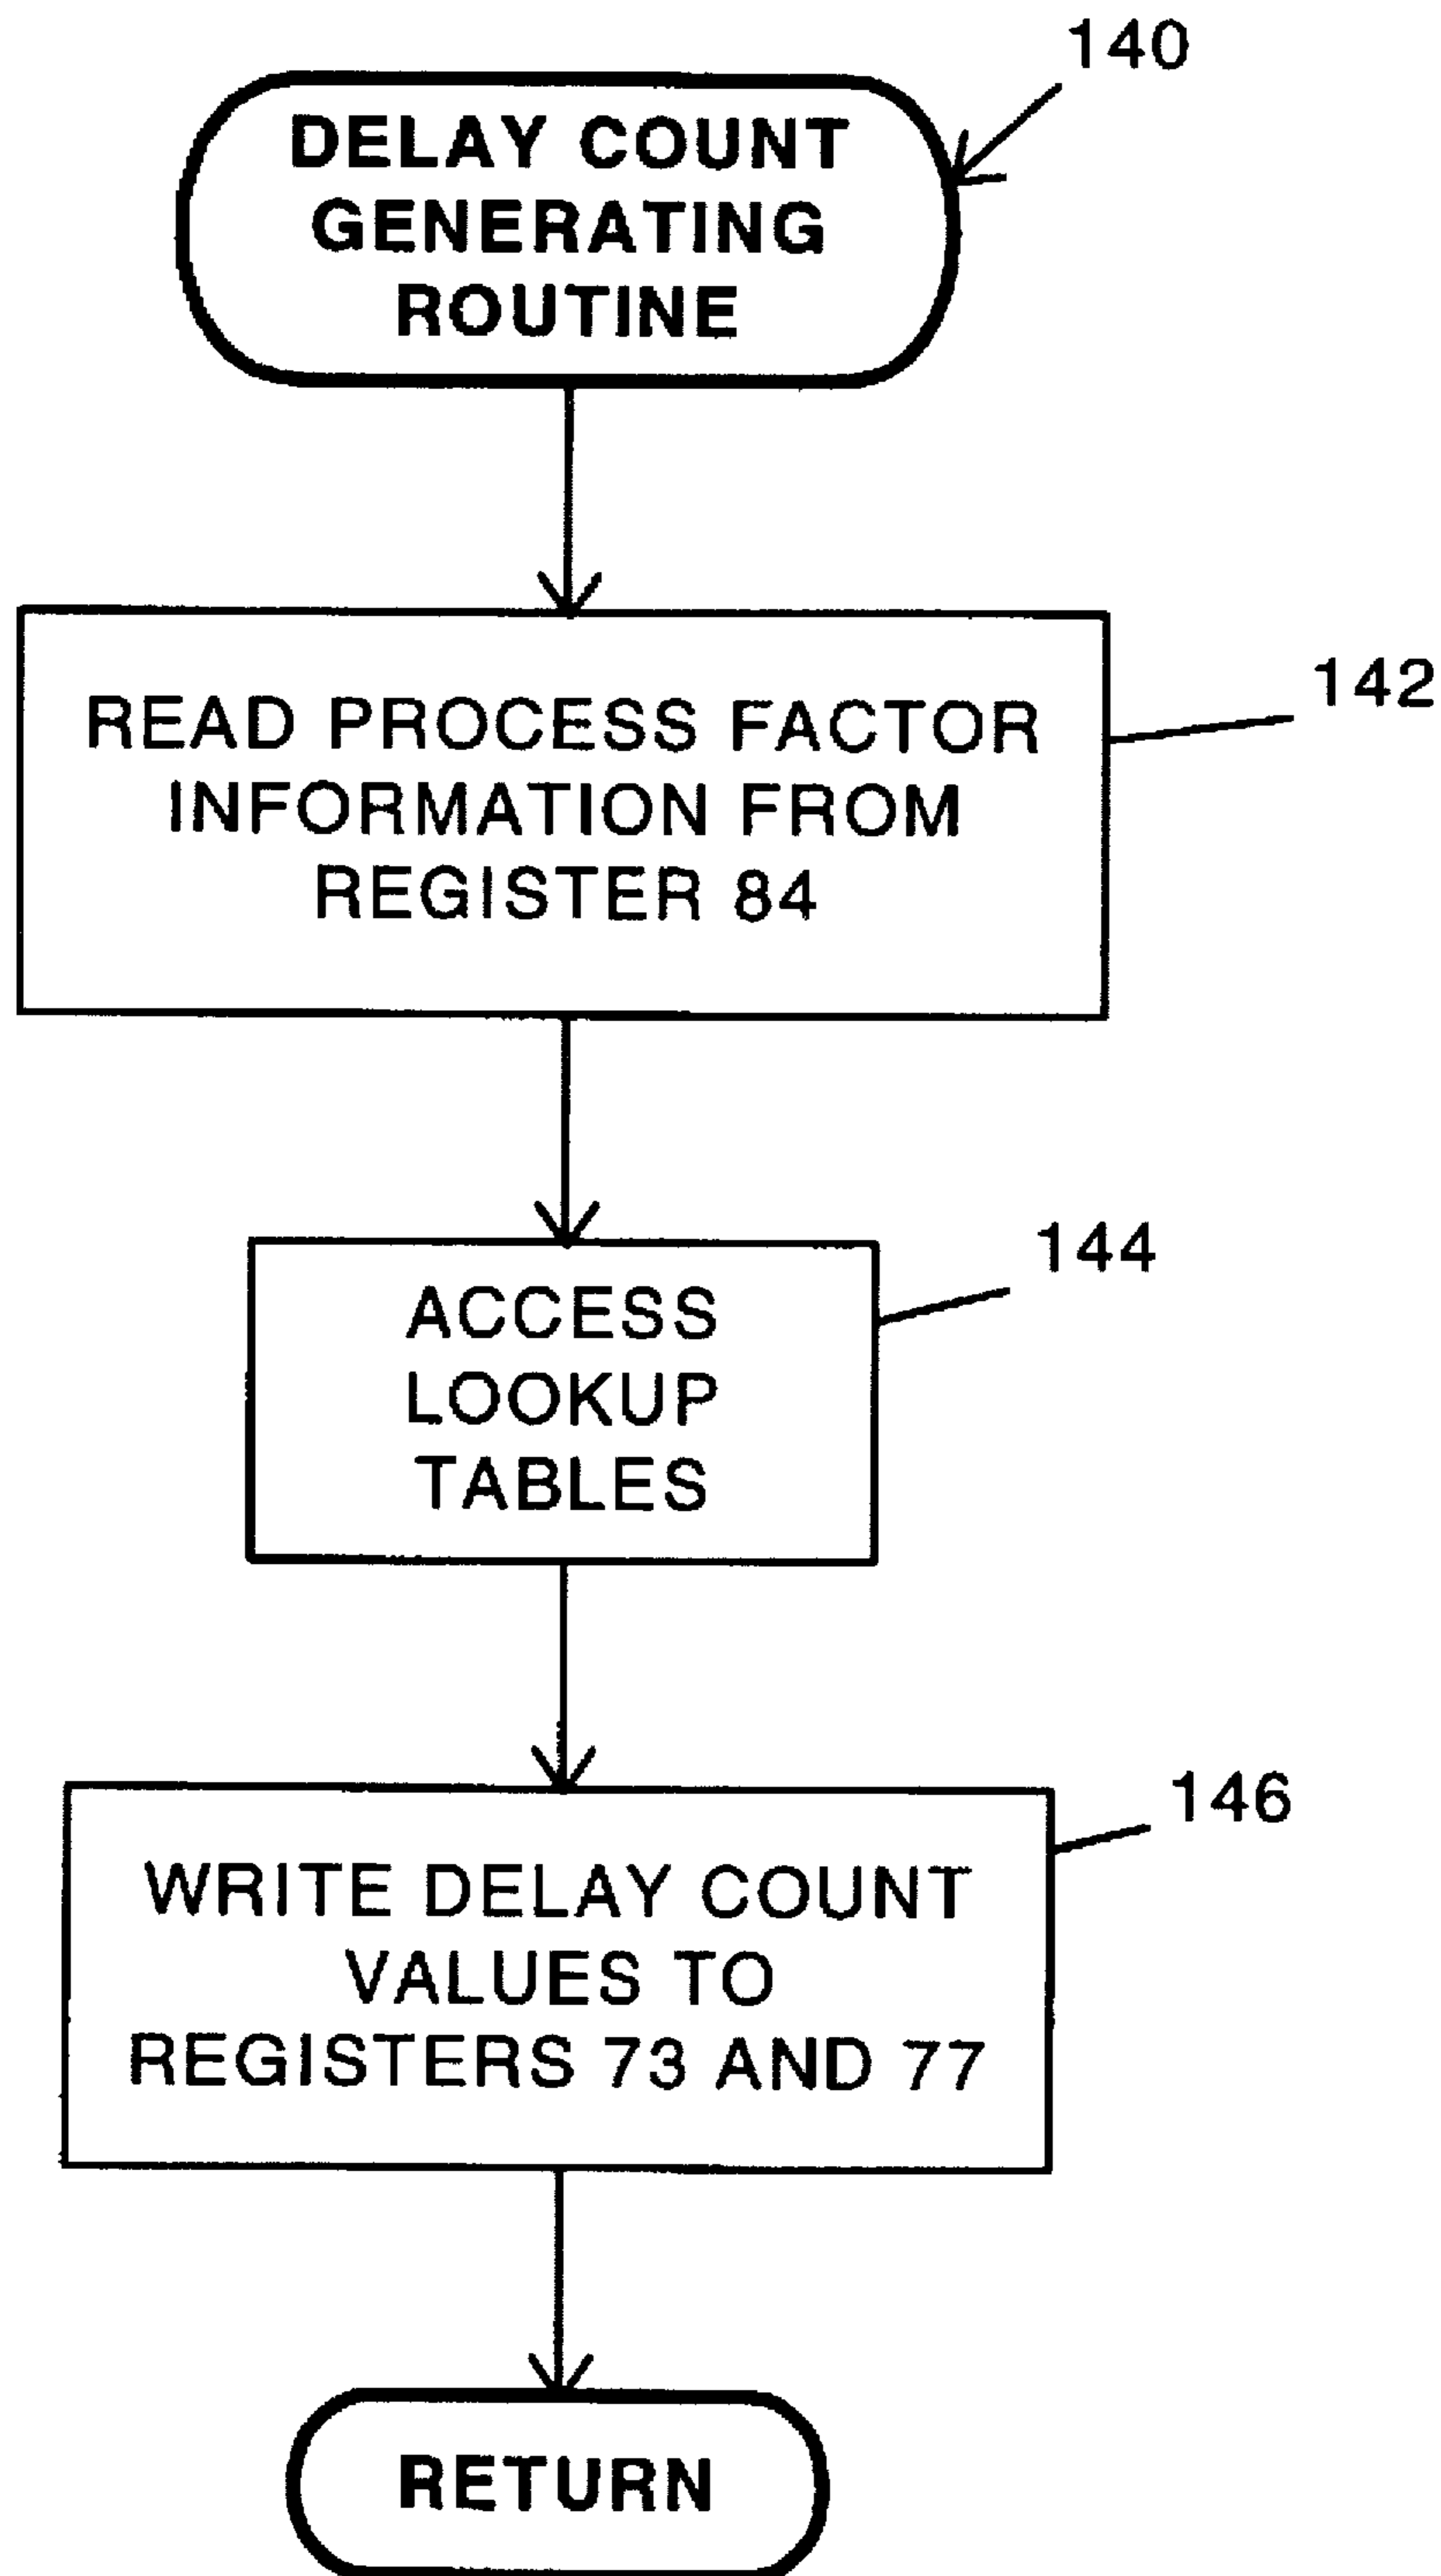 140
DELAY COUNT
GENERATING
ROUTINE
142
READ PROCESS FACTOR
INFORMATION FROM
REGISTER 84
144
ACCESS
LOOKUP
TABLES
146
WRITE DELAY COUNT
VALUES TO
REGISTERS 73 AND 77
RETURN